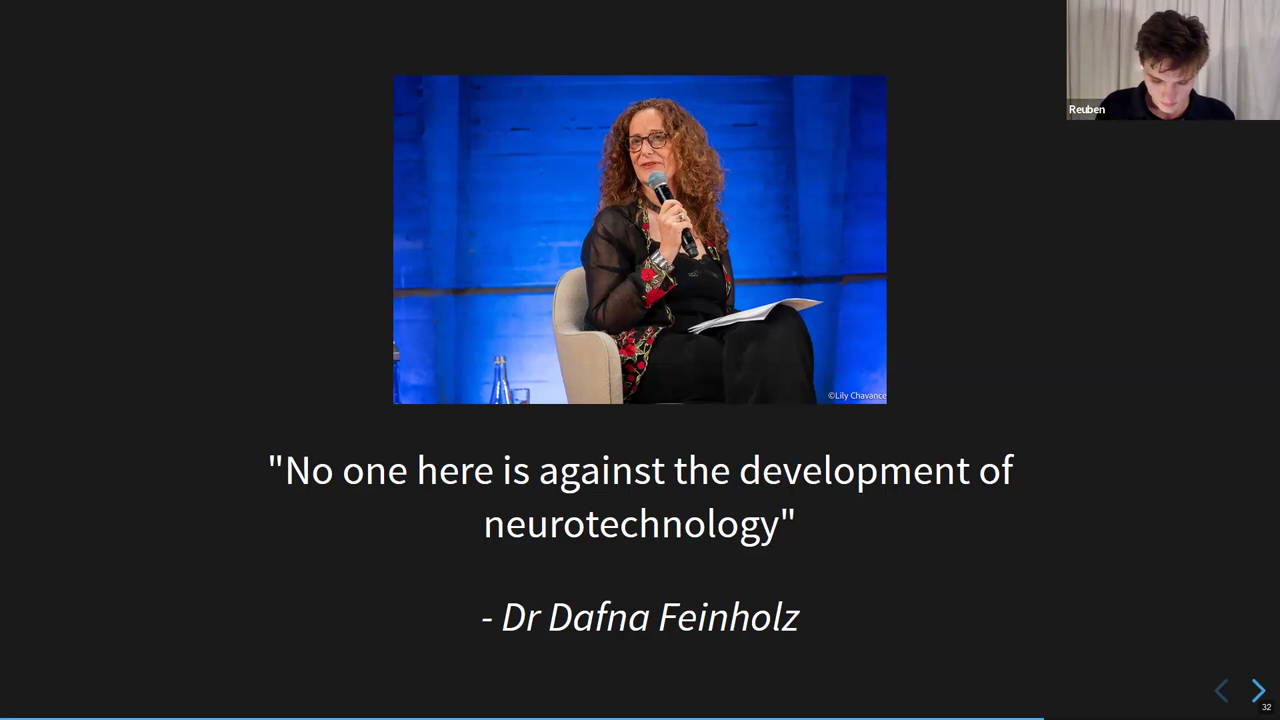 Reuben
©Lily Chavance
"No one here is against the development of
neurotechnology"
- Dr Dafna Feinholz
32